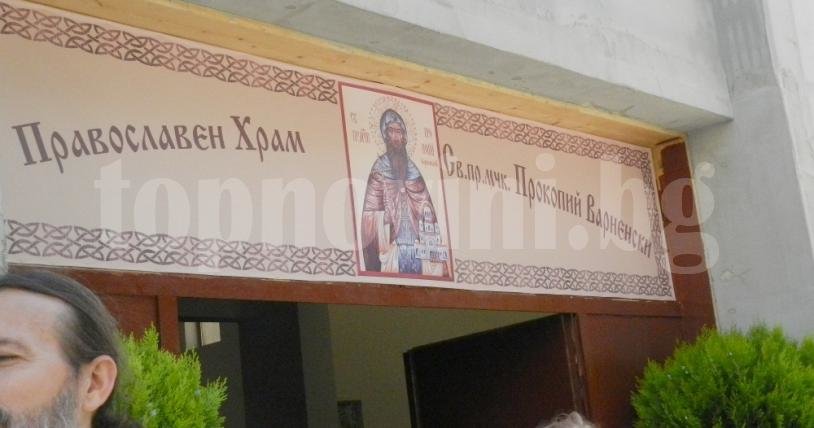 Православен Храм
Св.пр.мчк. Прокопий Варненски
topnovini.bg